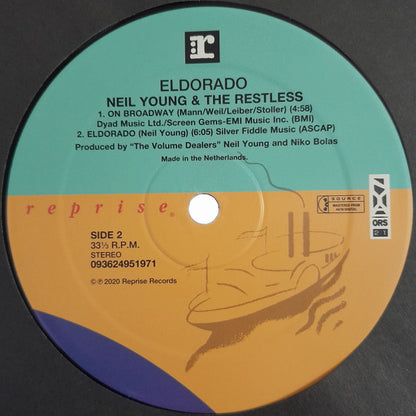 r
ELDORADO
NEIL YOUNG & THE RESTLESS
1. ON BROADWAY (Mann/Weil/Leiber/Stoller) (4:58)
Dyad Music Ltd./Screen Gems-EMI Music Inc. (BMI)
2. ELDORADO (Neil Young) (6:05) Silver Fiddle Music (ASCAP)
Produced by “The Volume Dealers” Neil Young and Niko Bolas
Made in the Netherlands.
reprise®
SOURCE
ORS
SIDE 2
33⅓ R.P.M.
STEREO
093624951971
©℗2020 Reprise Records